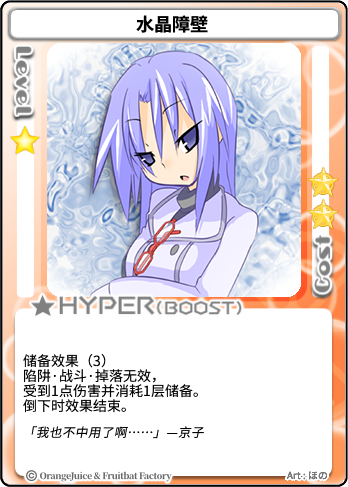 水晶障壁
Level
Cost
★HYPER(BOOST)
储备效果（3）
陷阱·战斗·掉落无效，
受到1点伤害并消耗1层储备。
倒下时效果结束。
「我也不中用了啊……」—京子
© OrangeJuice & Fruitbat Factory
Art : ほの